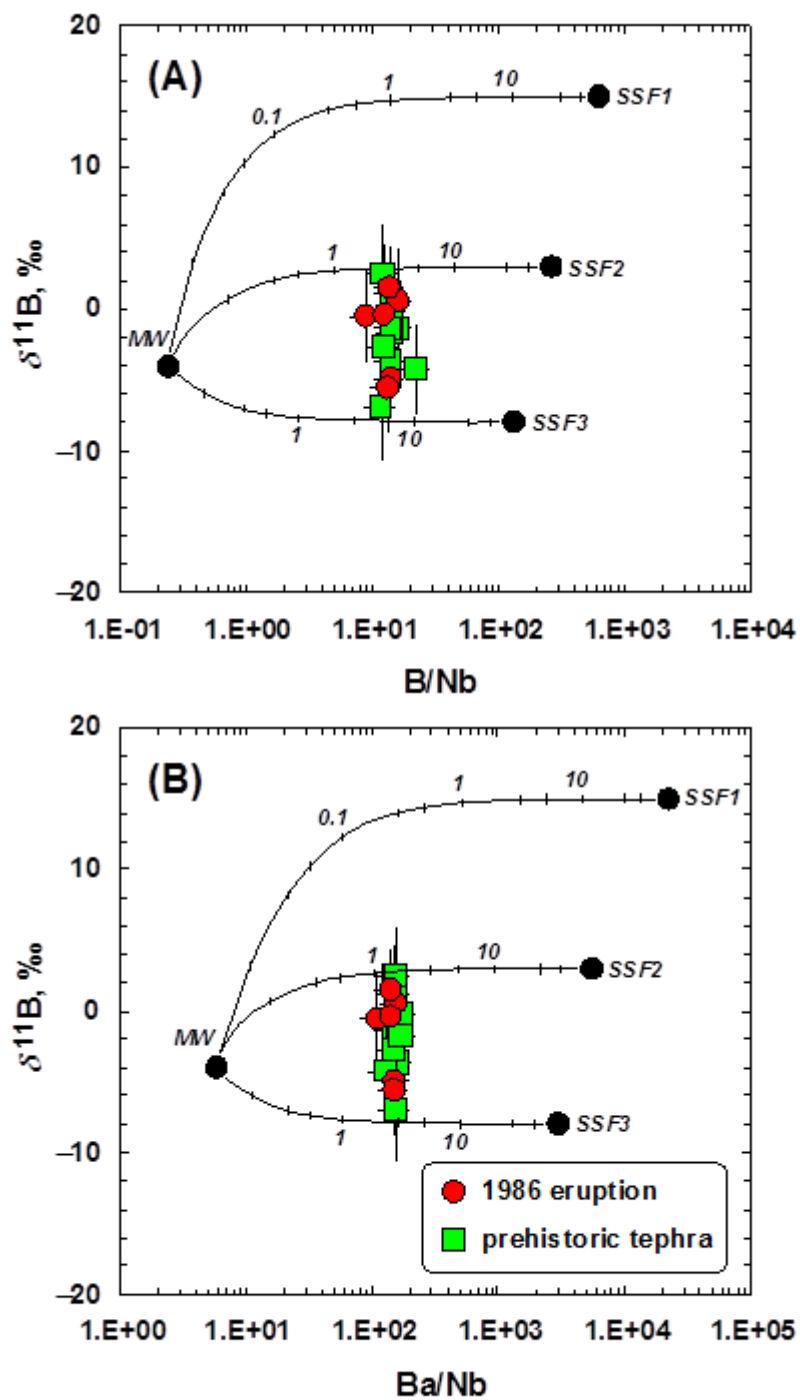 20
(A)
0.1
1
10
SSF1
10
1
10
SSF2
0
MW
δ11B, ‰
1
10
SSF3
–10
–20
1.E-01 1.E+00 1.E+01 1.E+02 1.E+03 1.E+04
B/Nb
20
(B)
0.1
1
10
SSF1
10
1
10
SSF2
0
MW
δ11B, ‰
1
10
SSF3
–10
1986 eruption
prehistoric tephra
–20
1.E+00 1.E+01 1.E+02 1.E+03 1.E+04 1.E+05
Ba/Nb